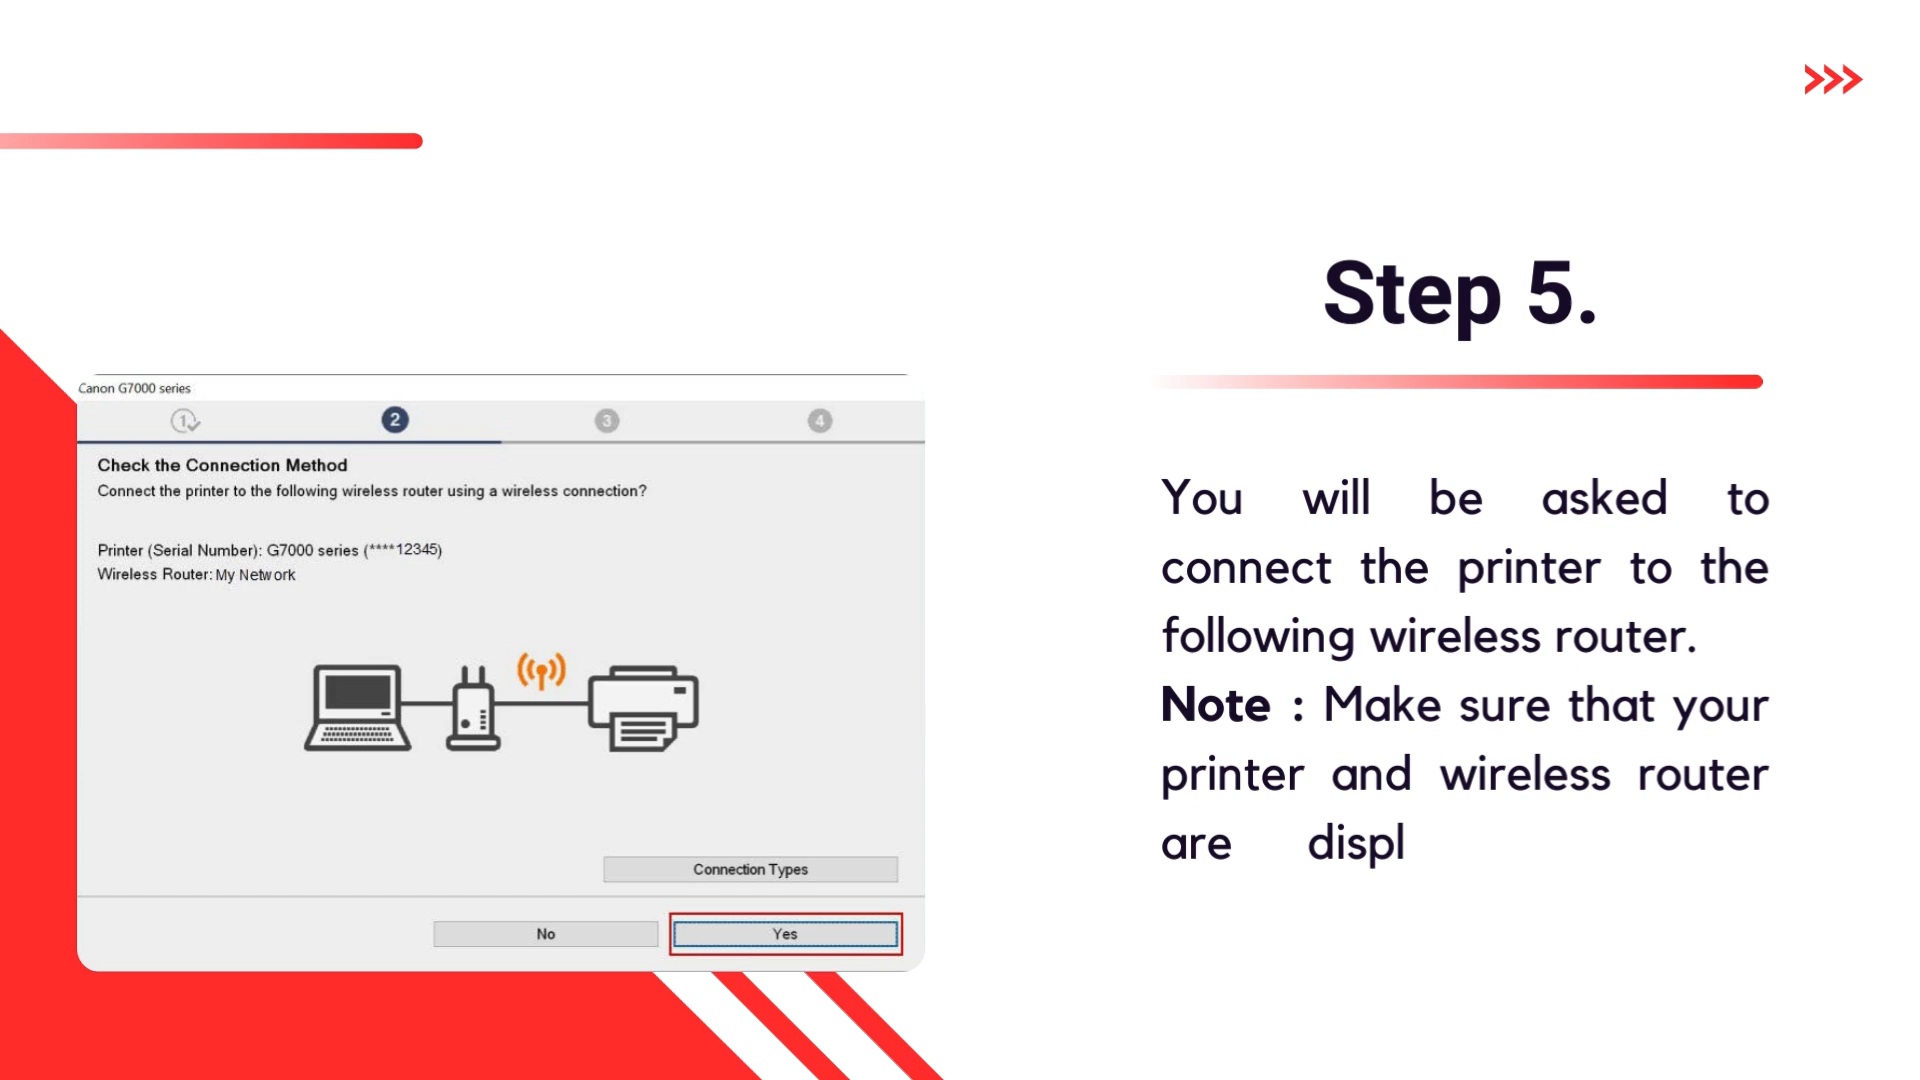 Canon G7000 series
1
2
3
4
Check the Connection Method
Connect the printer to the following wireless router using a wireless connection?
Printer (Serial Number): G7000 series (****12345)
Wireless Router: My Network
Connection Types
No
Yes
Step 5.
You will be asked to
connect the printer to the
following wireless router.
Note : Make sure that your
printer and wireless router
are displ